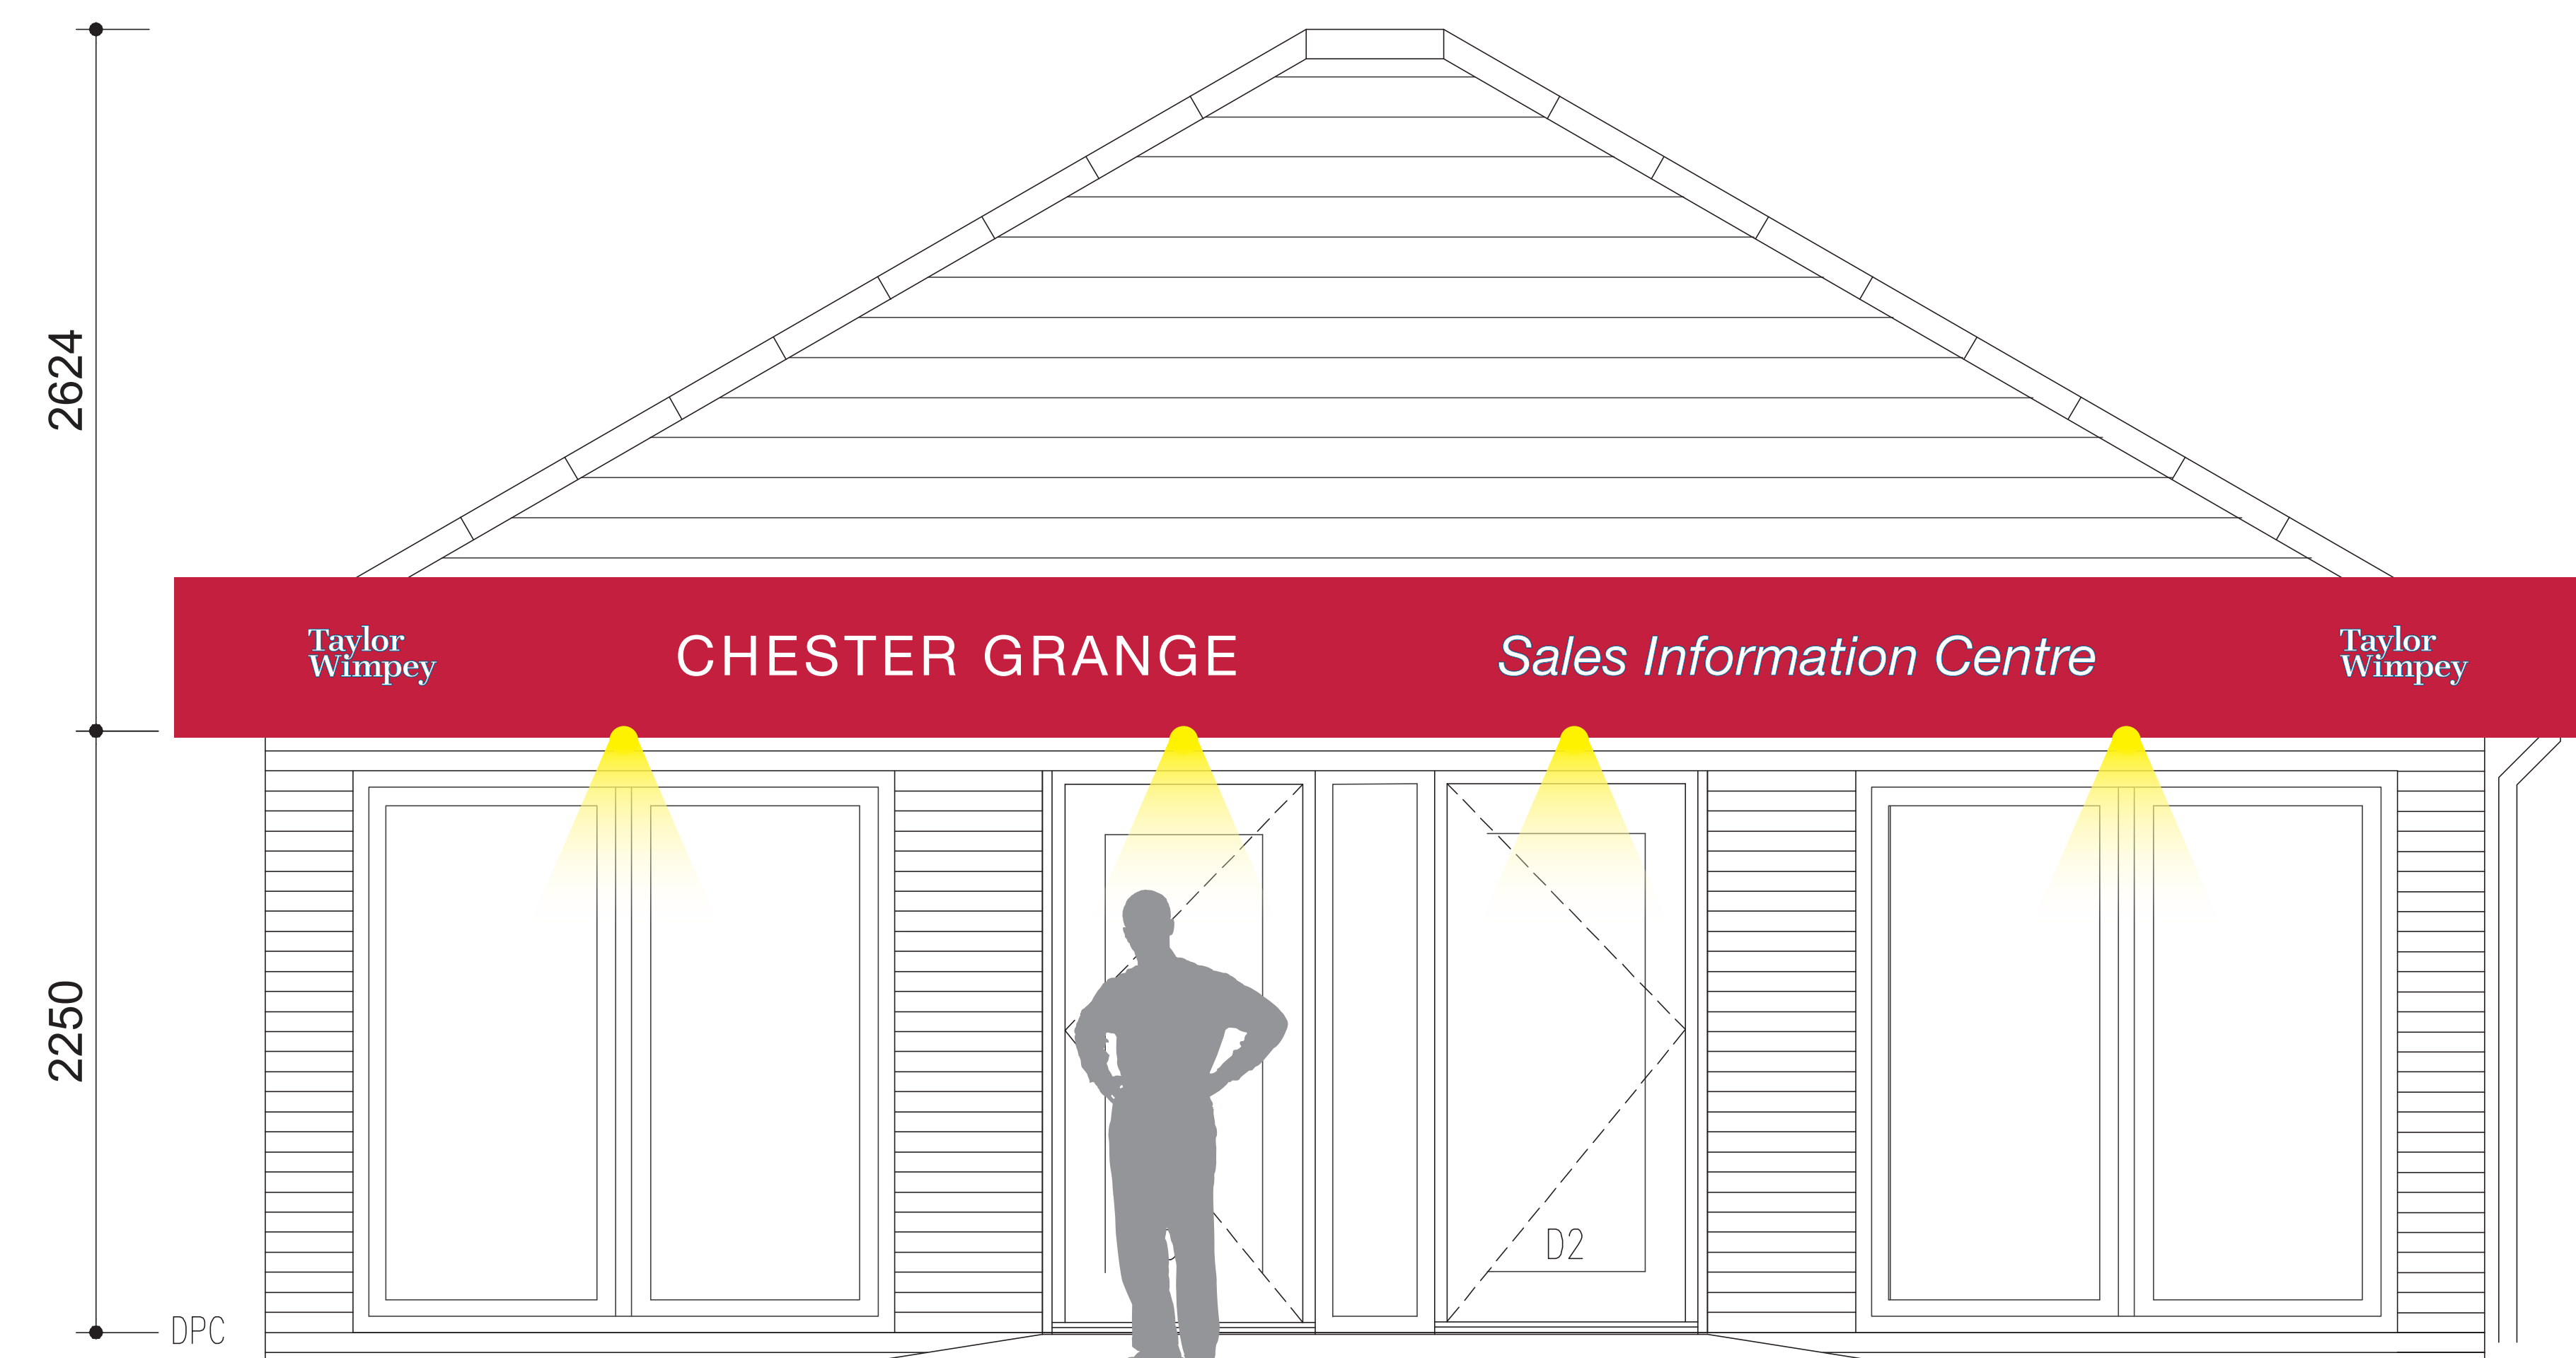 2624
Taylor
Wimpey
CHESTER GRANGE
Sales Information Centre
Taylor
Wimpey
2250
D2
DPC